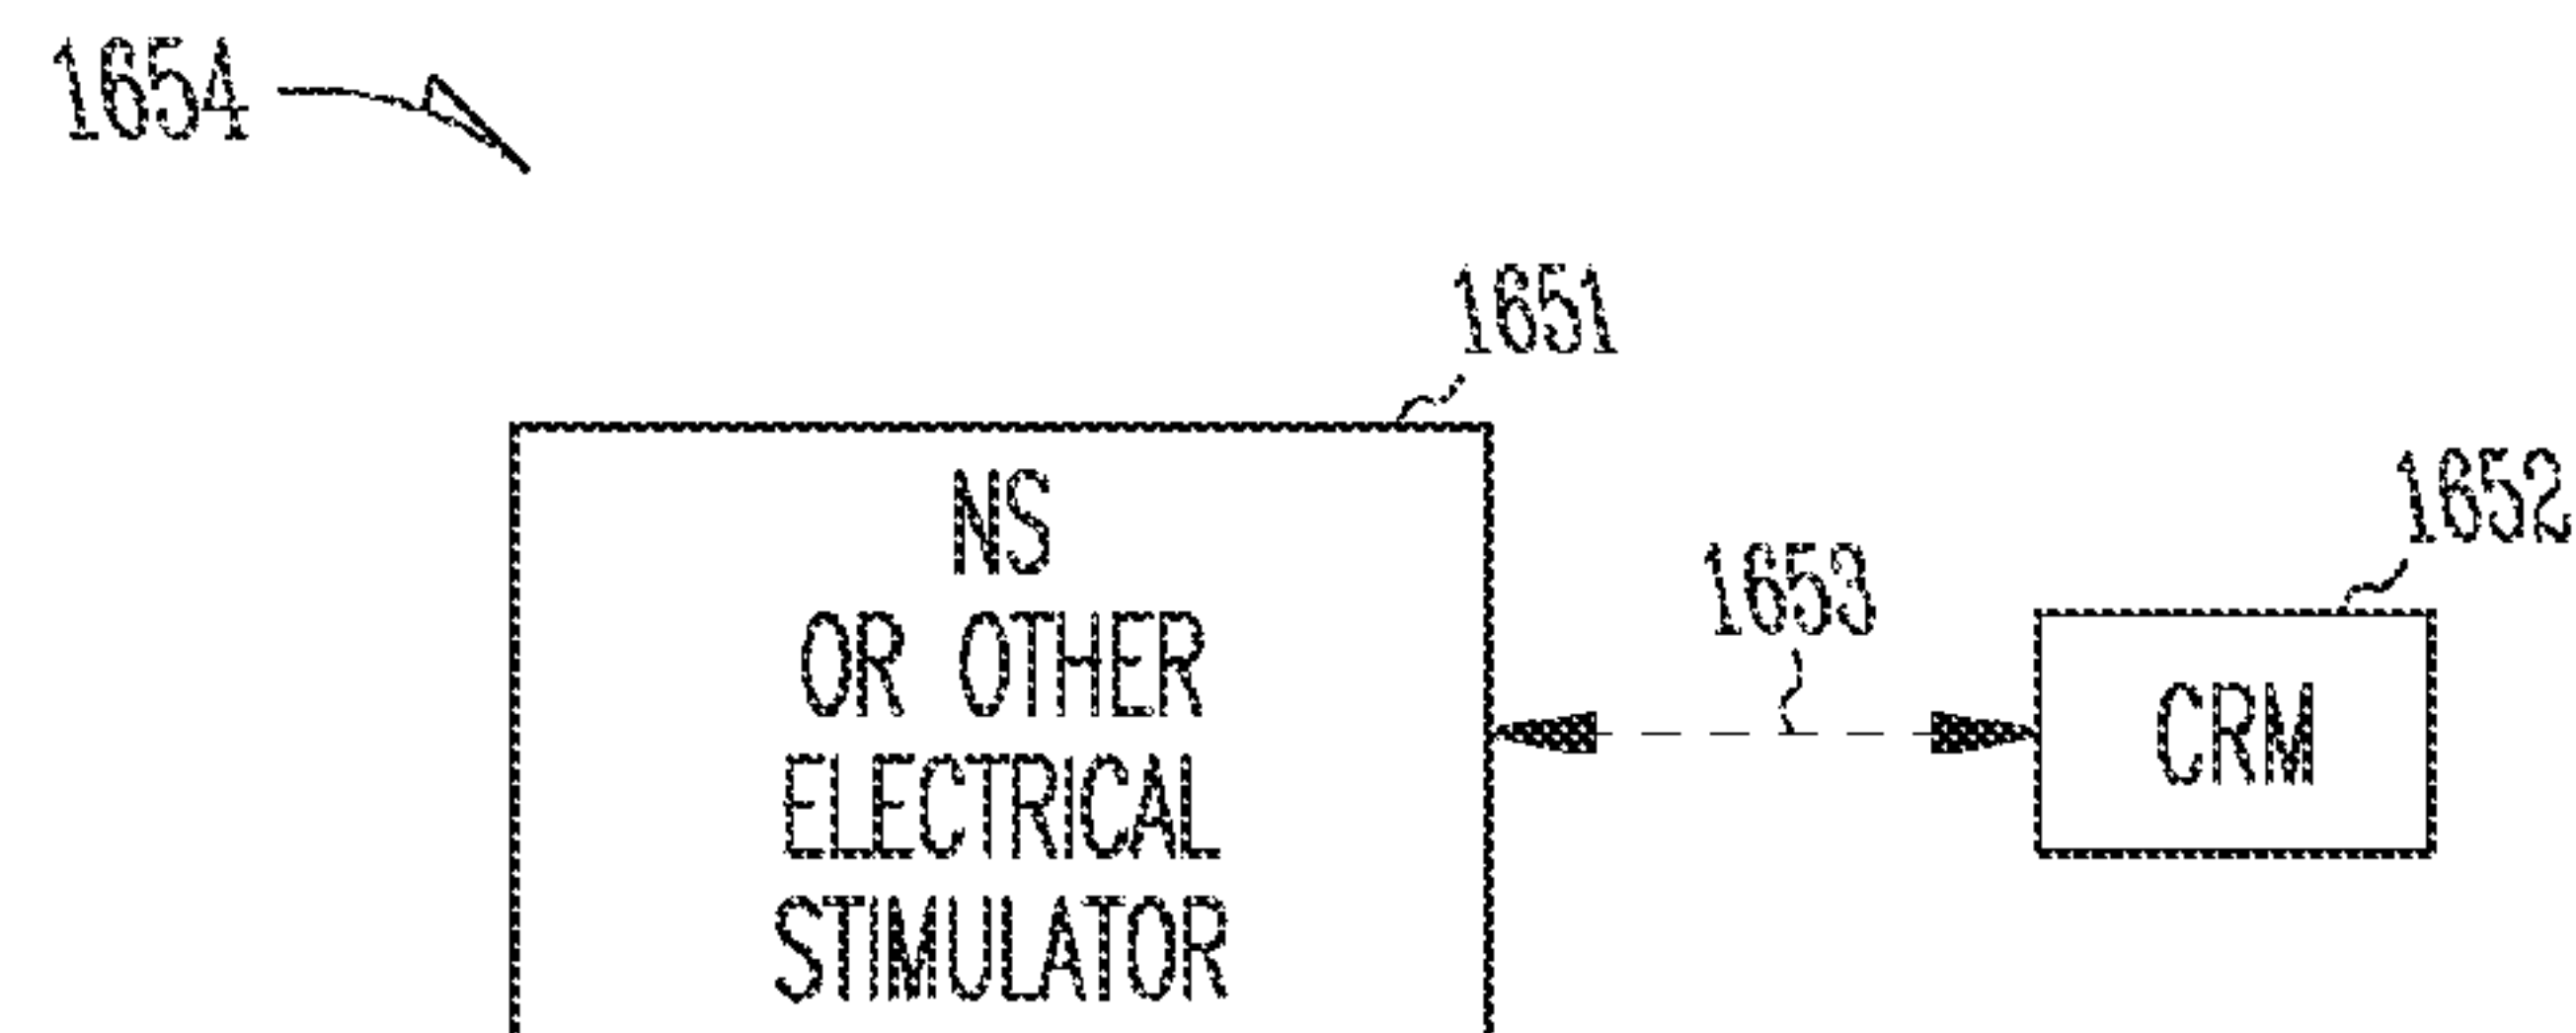 1654
1651
NS
OR OTHER
ELECTRICAL
STIMULATOR
1653
1652
CRM